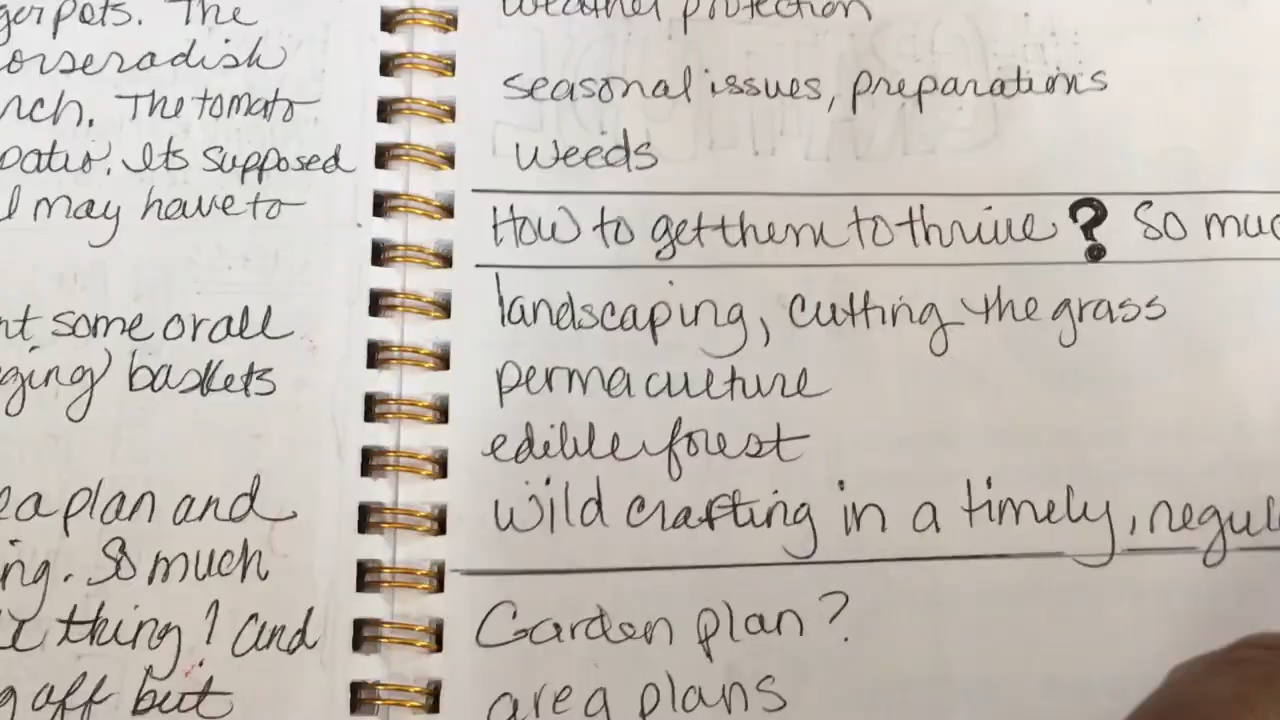 ger pots. The
orseradish
nch. The tomato
patio. Its supposed
I may have to
nt some or all
ging baskets
ea plan and
ng. So much
thing! and
g off but
weather protection
seasonal issues, preparations
weeds
How to get them to thrive? So muc
landscaping, cutting the grass
permaculture
edible forest
wild crafting in a timely, regul
Garden plan?
area plans